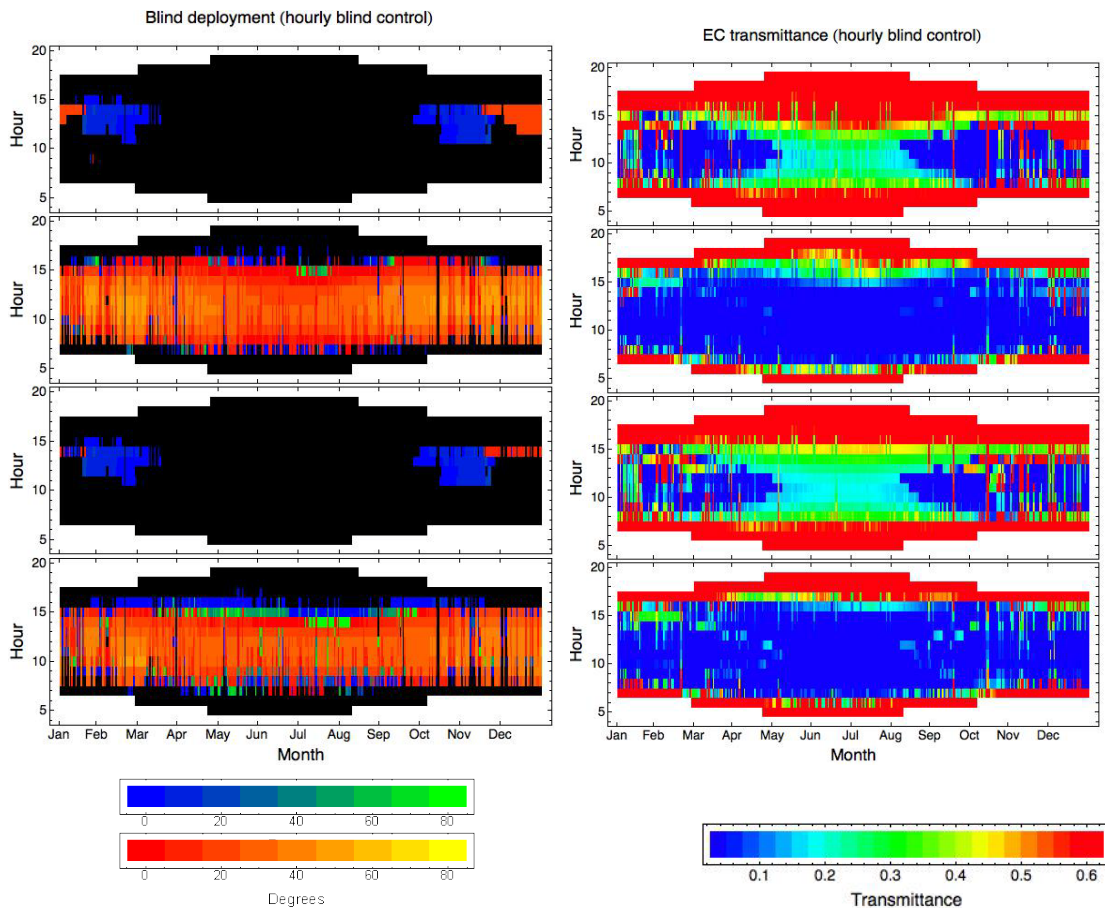 Blind deployment (hourly blind control)
20
15
Hour
10
5
20
15
Hour
10
5
20
15
Hour
10
5
20
15
Hour
10
5
Jan Feb Mar Apr May Jun Jul Aug Sep Oct Nov Dec
Month
0 20 40 60 80
0 20 40 60 80
Degrees
EC transmittance (hourly blind control)
20
15
Hour
10
5
20
15
Hour
10
5
20
15
Hour
10
5
20
15
Hour
10
5
Jan Feb Mar Apr May Jun Jul Aug Sep Oct Nov Dec
Month
0.1 0.2 0.3 0.4 0.5 0.6
Transmittance